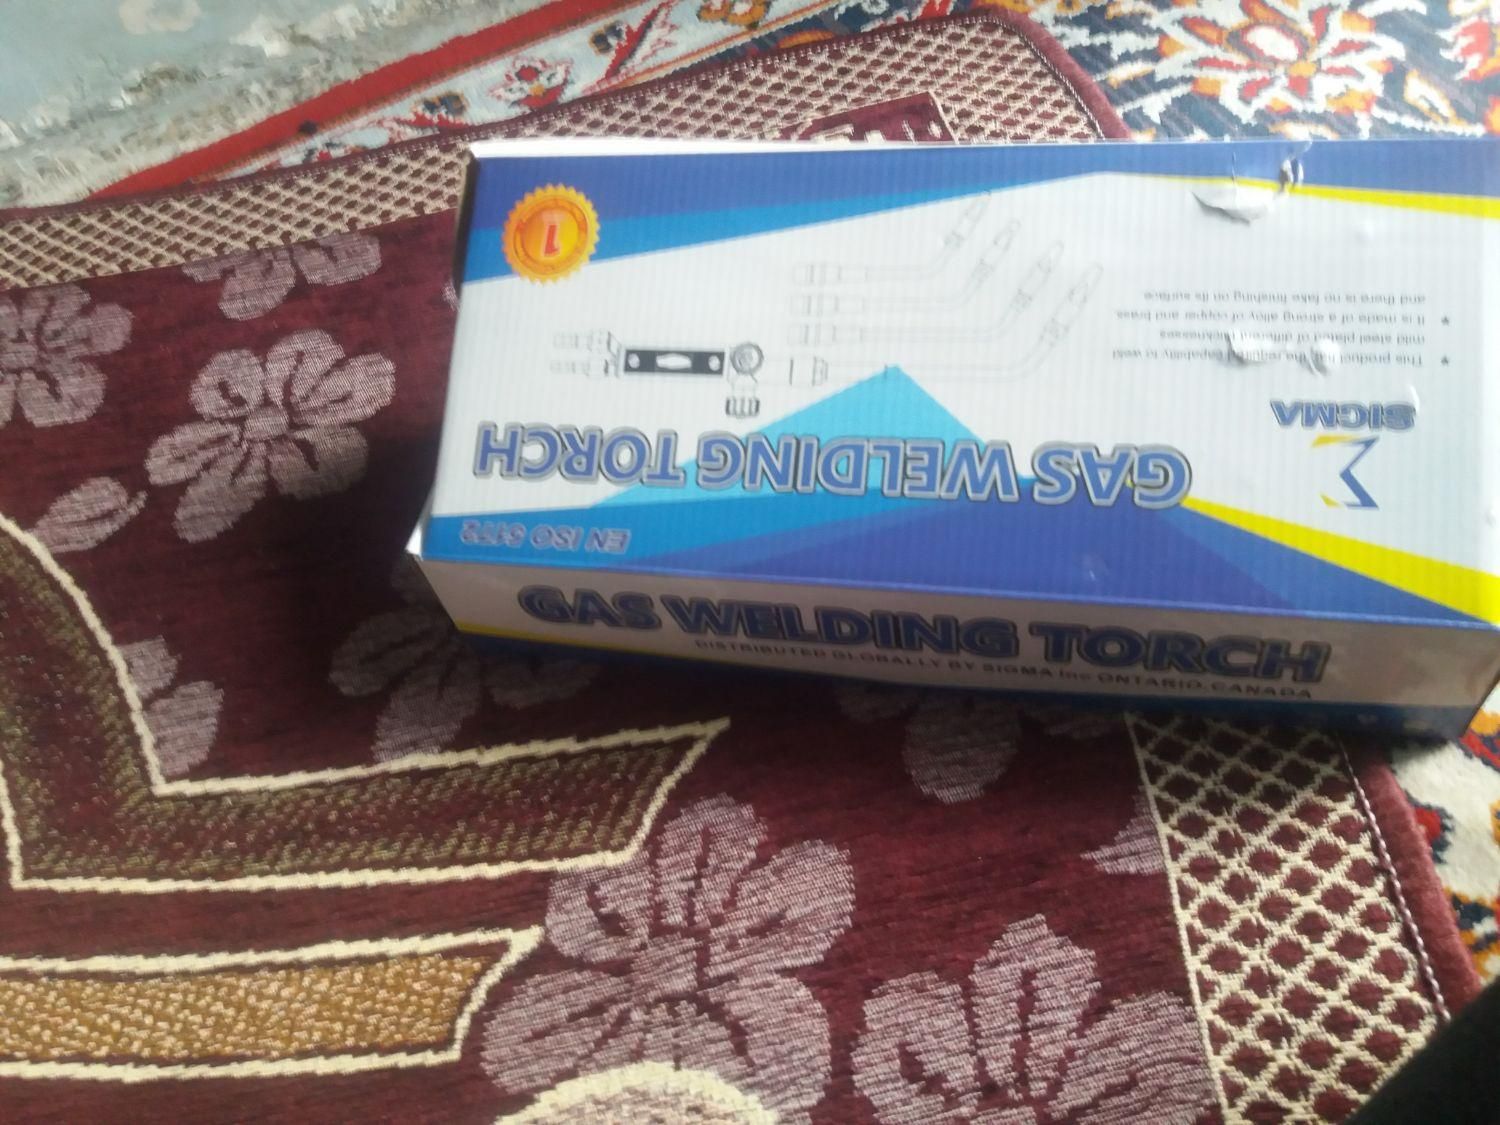 EN ISO 5172
GAS WELDING TORCH
SIGMA
* This product has the required capability to weld
mild steel plates of different thicknesses
* It is made of a strong alloy of copper and brass
and there is no fake finishing on its surface
1
GAS WELDING TORCH
DISTRIBUTED GLOBALLY BY SIGMA Inc ONTARIO, CANADA